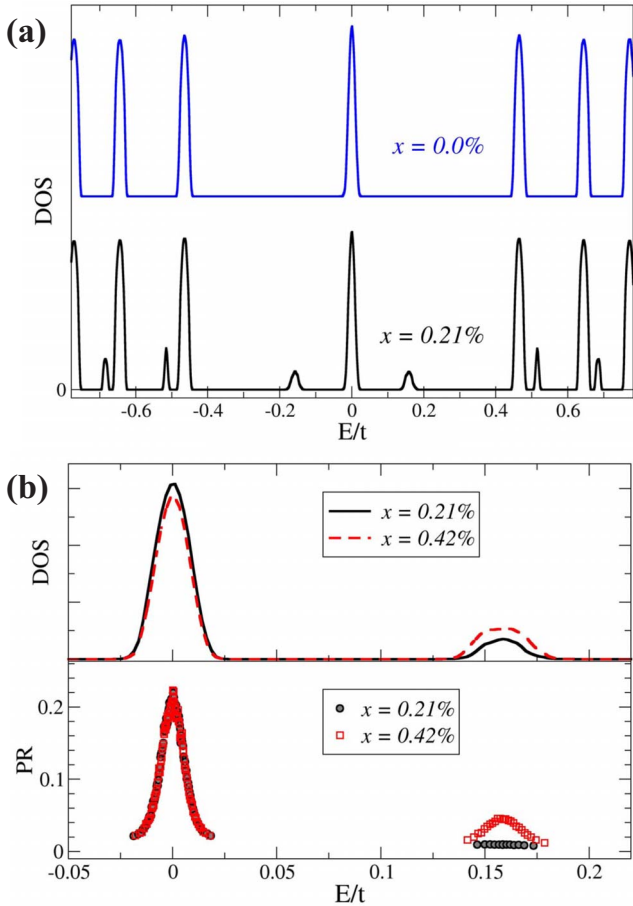 (a)
DOS
x = 0.0%
x = 0.21%
0
-0.6 -0.4 -0.2 0 0.2 0.4 0.6
E/t
(b)
DOS
x = 0.21%
x = 0.42%
PR
0.2
0.1
0
x = 0.21%
x = 0.42%
-0.05 0 0.05 0.1 0.15 0.2
E/t